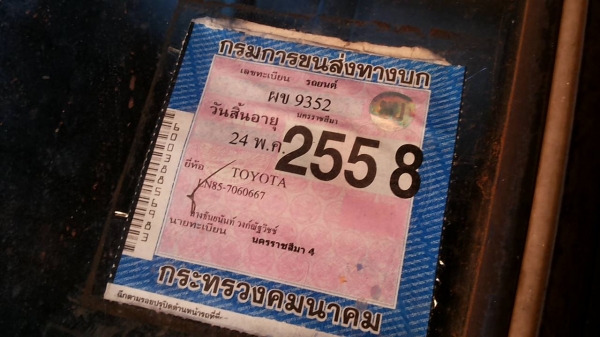 กรมการขนส่งทางบก
เลขทะเบียน รถยนต์
ผข 9352
นครราชสีมา
วันสิ้นอายุ
24 พ.ค. 2558
ยี่ห้อ TOYOTA
LN85-7060667
นายทะเบียน
นครราชสีมา 4
กระทรวงคมนาคม